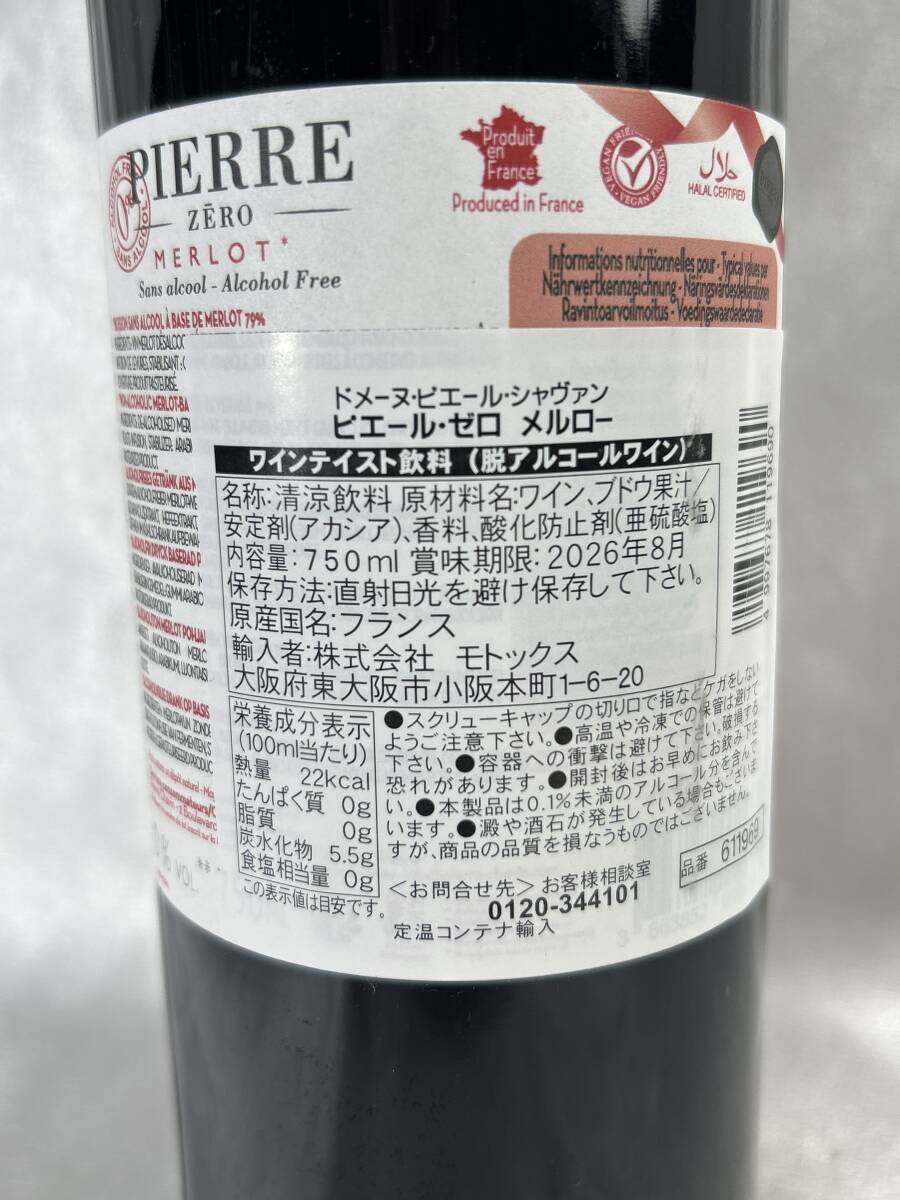 PIERRE
ZĒRO
MERLOT*
Sans alcool - Alcohol Free
Produit
en
France
Produced in France
VEGAN FRIENDLY
HALAL CERTIFIED
حلال
Informations nutritionnelles pour · Typical values per
Nährwertkennzeichnung · Näringsvärdesdeklarationen
Ravintoarvoilmoitus · Voedingswaardedeclaratie
SANS ALCOOL À BASE DE MERLOT 79%
ドメーヌ・ピエール・シャヴァン
ピエール・ゼロ メルロー
ワインテイスト飲料（脱アルコールワイン）
名称:清涼飲料 原材料名:ワイン、ブドウ果汁／
安定剤(アカシア)、香料、酸化防止剤(亜硫酸塩)
内容量:750ml 賞味期限:2026年8月
保存方法:直射日光を避け保存して下さい。
原産国名:フランス
輸入者:株式会社 モトックス
大阪府東大阪市小阪本町1-6-20
栄養成分表示
(100ml当たり)
熱量 22kcal
たんぱく質 0g
脂質 0g
炭水化物 5.5g
食塩相当量 0g
この表示値は目安です。
●スクリューキャップの切り口で指などケガをしない
ようご注意下さい。●高温や冷凍での保管は避けて
下さい。●容器への衝撃は避けて下さい。破損する
恐れがあります。●開封後はお早めにお飲み下さ
い。●本製品は0.1%未満のアルコール分を含んで
います。●澱や酒石が発生している場合もございま
すが、商品の品質を損なうものではございません。
＜お問合せ先＞お客様相談室
0120-344101
定温コンテナ輸入
品番 611969
4 997678 119690
% VOL.